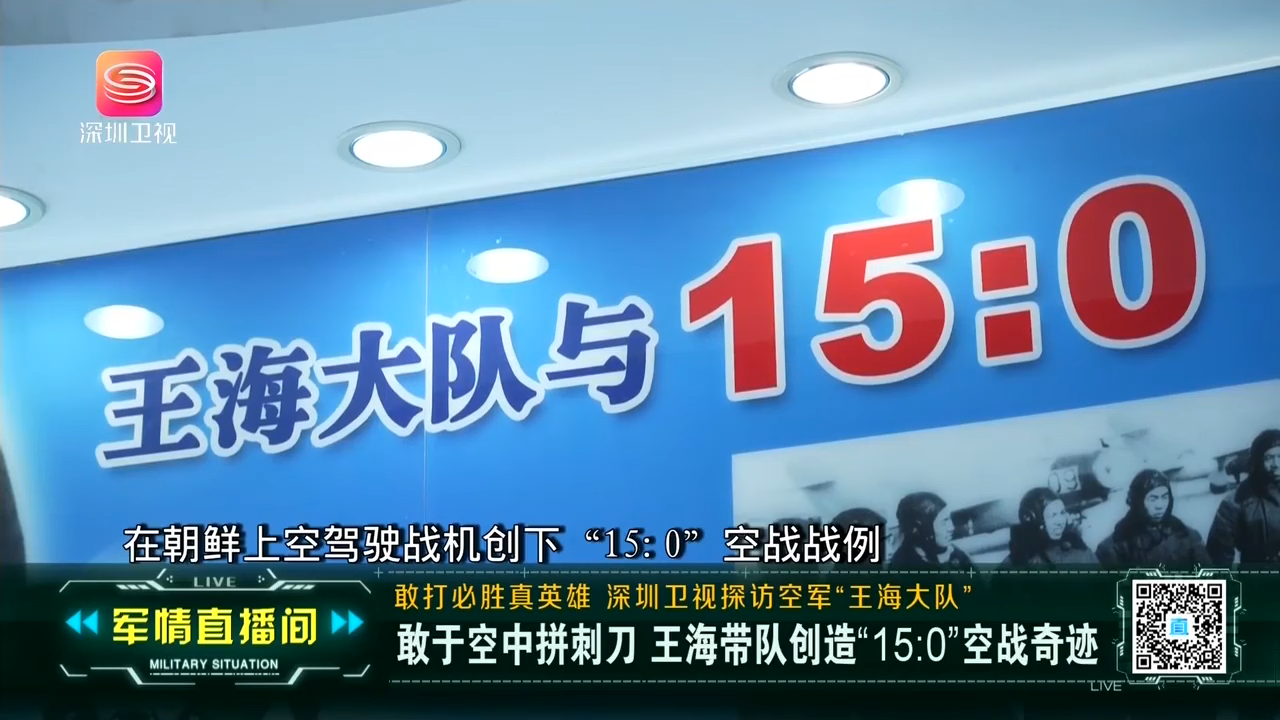 深圳卫视
王海大队与15:0
在朝鲜上空驾驶战机创下“15:0”空战战例
LIVE
军情直播间
MILITARY SITUATION
敢打必胜真英雄 深圳卫视探访空军“王海大队”
敢于空中拼刺刀 王海带队创造“15:0”空战奇迹
直
LIVE